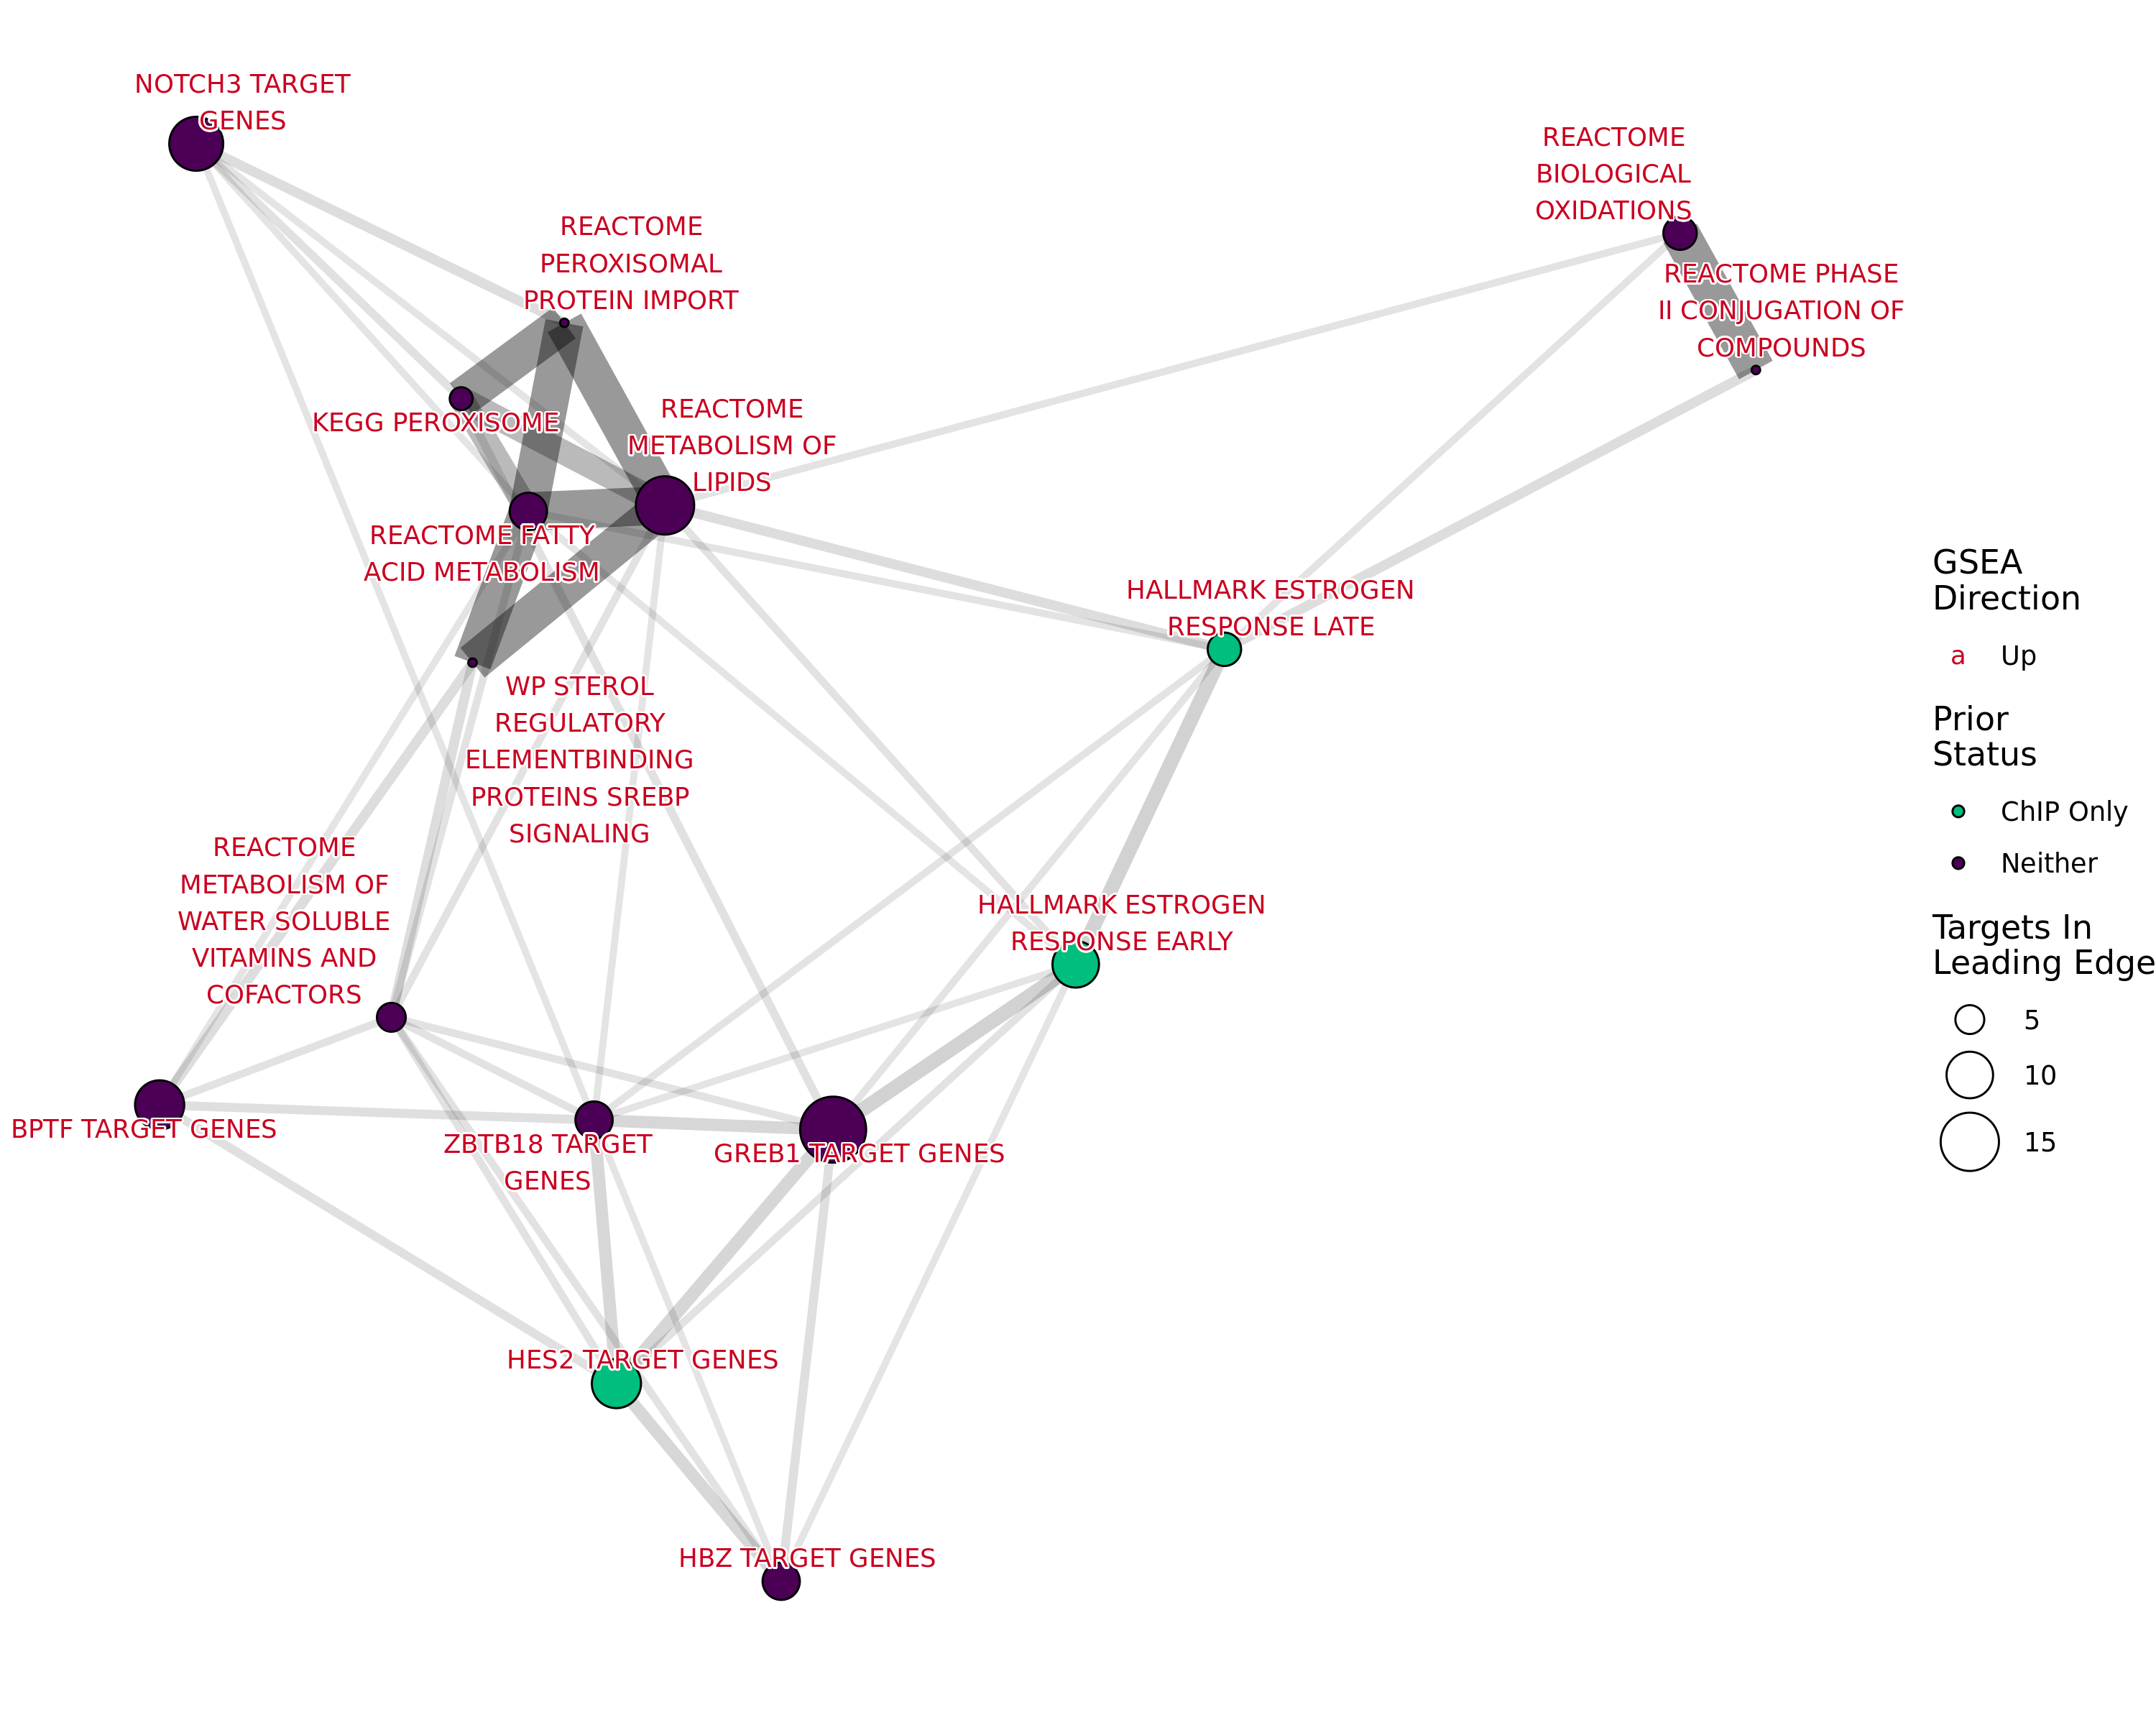 NOTCH3 TARGET
GENES
REACTOME
BIOLOGICAL
OXIDATIONS
REACTOME
PEROXISOMAL
PROTEIN IMPORT
REACTOME PHASE
II CONJUGATION OF
COMPOUNDS
KEGG PEROXISOME
REACTOME
METABOLISM OF
LIPIDS
REACTOME FATTY
ACID METABOLISM
HALLMARK ESTROGEN
RESPONSE LATE
WP STEROL
REGULATORY
ELEMENTBINDING
PROTEINS SREBP
SIGNALING
REACTOME
METABOLISM OF
WATER SOLUBLE
VITAMINS AND
COFACTORS
HALLMARK ESTROGEN
RESPONSE EARLY
BPTF TARGET GENES
ZBTB18 TARGET
GENES
GREB1 TARGET GENES
HES2 TARGET GENES
HBZ TARGET GENES
GSEA
Direction
a Up
Prior
Status
ChIP Only
Neither
Targets In
Leading Edge
5
10
15